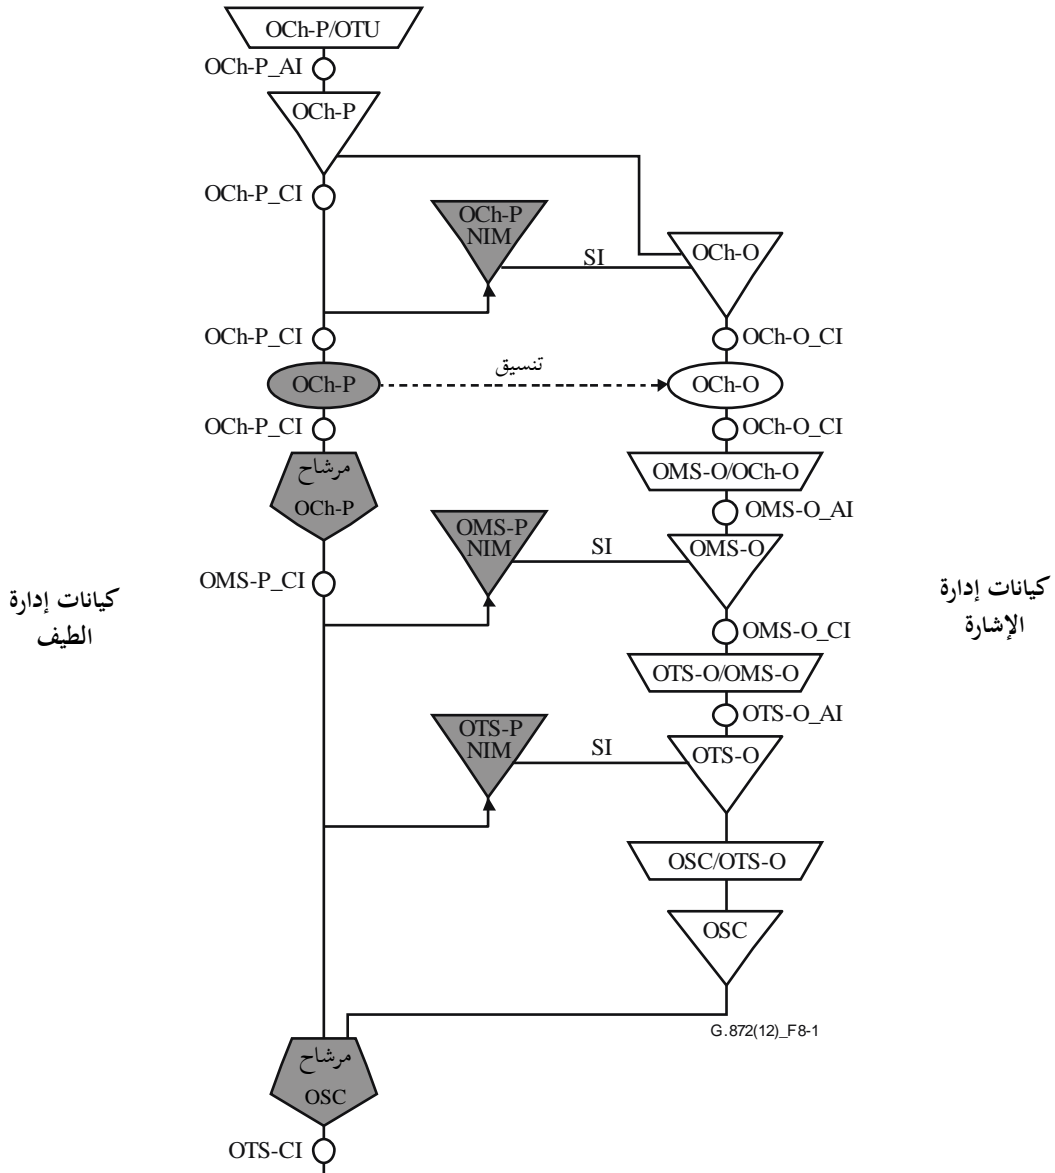 OCh-P/OTU
OCh-P_AI
OCh-P
OCh-P_CI
OCh-P
NIM
SI
OCh-O
OCh-P_CI
OCh-O_CI
OCh-P
تنسيق
OCh-O
OCh-P_CI
OCh-O_CI
مرشاح
OCh-P
OMS-O/OCh-O
OMS-O_AI
OMS-P
NIM
SI
OMS-O
OMS-P_CI
كيانات إدارة
الطيف
كيانات إدارة
الإشارة
OMS-O_CI
OTS-O/OMS-O
OTS-O_AI
OTS-P
NIM
SI
OTS-O
OSC/OTS-O
OSC
G.872(12)_F8-1
مرشاح
OSC
OTS-CI